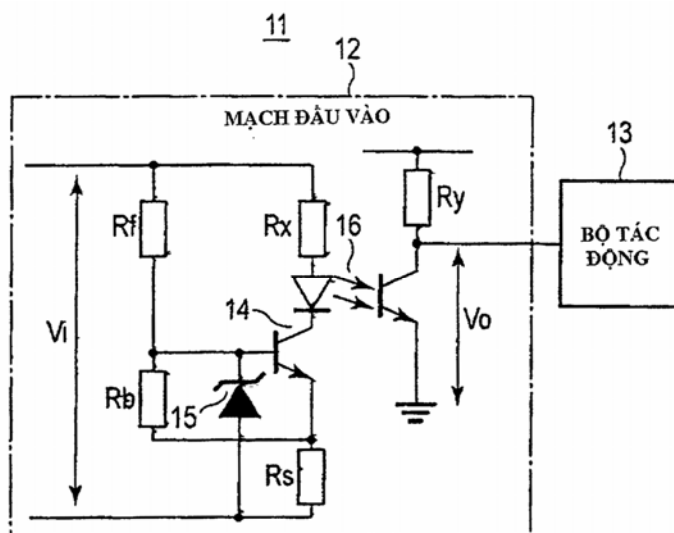 11
12
MẠCH ĐẦU VÀO
13
Rf
Rx
16
Ry
BỘ TÁC
ĐỘNG
14
Vi
Vo
Rb
15
Rs